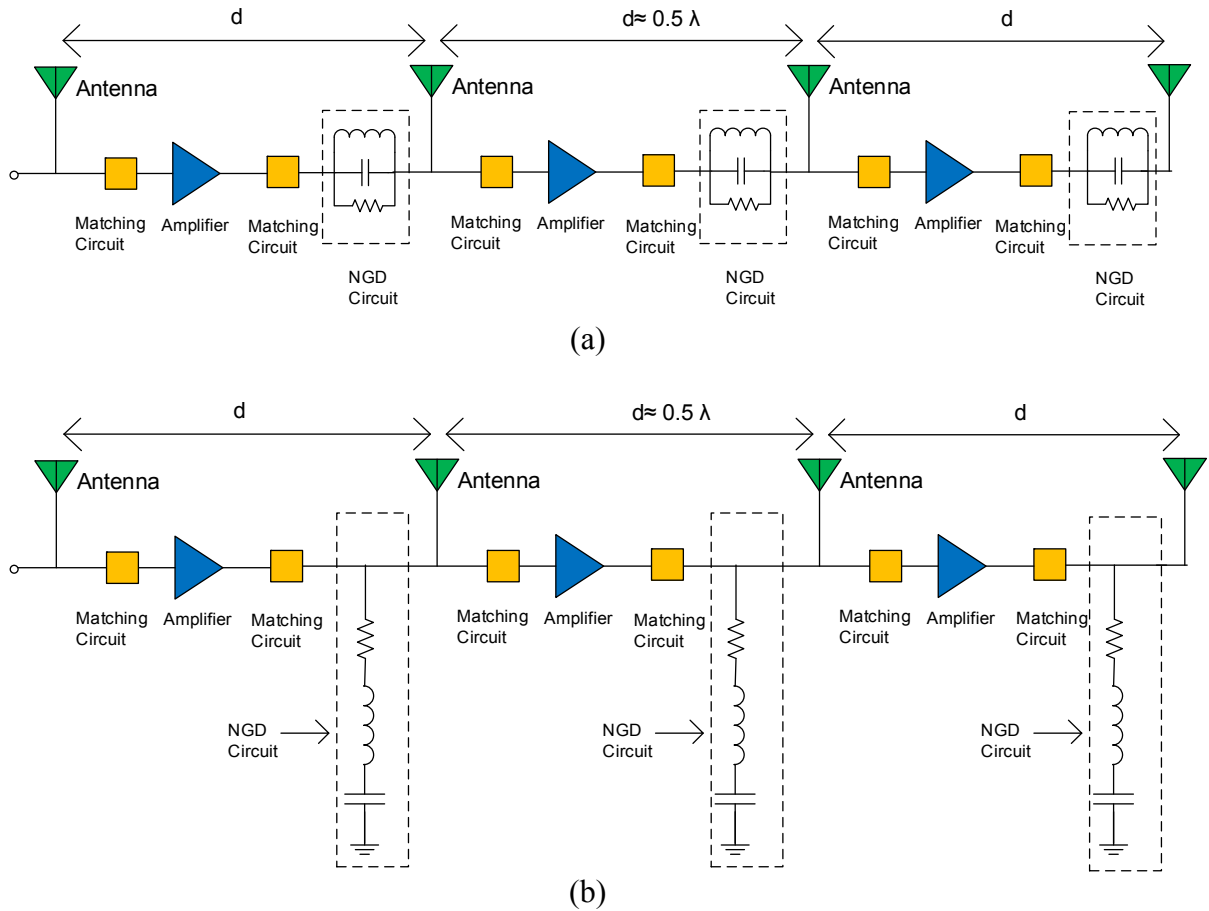 d
d≈ 0.5 λ
d
Antenna
Antenna
Antenna
Matching
Circuit
Amplifier
Matching
Circuit
Matching
Circuit
Amplifier
Matching
Circuit
Matching
Circuit
Amplifier
Matching
Circuit
NGD
Circuit
NGD
Circuit
NGD
Circuit
(a)
d
d≈ 0.5 λ
d
Antenna
Antenna
Antenna
Matching
Circuit
Amplifier
Matching
Circuit
Matching
Circuit
Amplifier
Matching
Circuit
Matching
Circuit
Amplifier
Matching
Circuit
NGD
Circuit
NGD
Circuit
NGD
Circuit
(b)